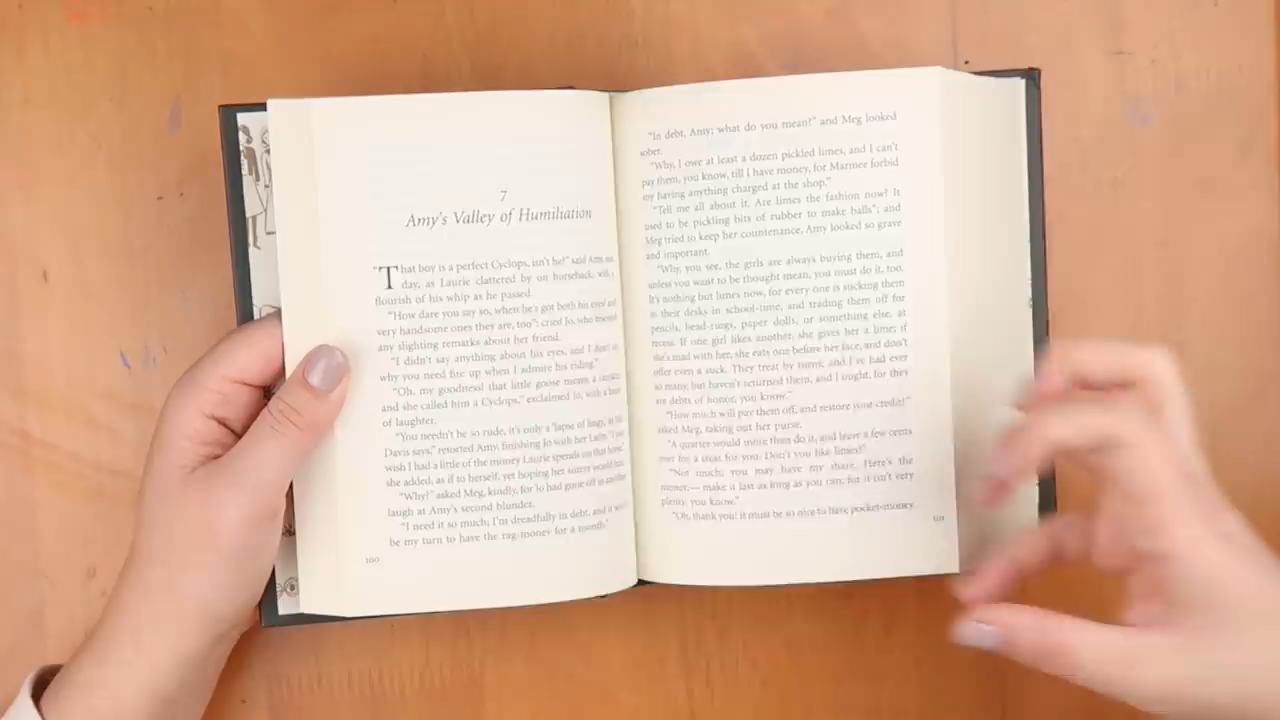 7
Amy's Valley of Humiliation
"That boy is a perfect Cyclops, isn't he?" said Amy one
day, as Laurie clattered by on horseback, with a
flourish of his whip as he passed.
"How dare you say so, when he's got both his eyes? and
very handsome ones they are, too"; cried Jo, who
any slighting remarks about her friend.
"I didn't say anything about his eyes, and I don't see
why you need fire up when I admire his riding."
"Oh, my goodness! that little goose means a
and she called him a Cyclops," exclaimed Jo, with a burst
of laughter.
"You needn't be so rude, it's only a 'lapse of lingy,' as Mr.
Davis says," retorted Amy, finishing Jo with her Latin. "I just
wish I had a little of the money Laurie spends on that horse,"
she added, as if to herself, yet hoping her sisters would hear.
"Why?" asked Meg, kindly, for Jo had gone off in another
laugh at Amy's second blunder.
"I need it so much; I'm dreadfully in debt, and it won't
be my turn to have the rag-money for a month."
100
"In debt, Amy; what do you mean?" and Meg looked
sober.
"Why, I owe at least a dozen pickled limes, and I can't
pay them, you know, till I have money, for Marmee forbid
my having anything charged at the shop."
"Tell me all about it. Are limes the fashion now? It
used to be pickling bits of rubber to make balls"; and
Meg tried to keep her countenance, Amy looked so grave
and important.
"Why, you see, the girls are always buying them, and
unless you want to be thought mean, you must do it, too.
It's nothing but limes now, for every one is sucking them
in their desks in school-time, and trading them off for
pencils, bead-rings, paper dolls, or something else, at
recess. If one girl likes another, she gives her a lime; if
she's mad with her, she eats one before her face, and don't
offer even a suck. They treat by turns; and I've had ever
so many, but haven't returned them, and I ought, for they
are debts of honor, you know."
"How much will pay them off, and restore your credit?"
asked Meg, taking out her purse.
"A quarter would more than do it, and leave a few cents
over for a treat for you. Don't you like limes?"
"Not much; you may have my share. Here's the
money,— make it last as long as you can, for it isn't very
plenty, you know."
"Oh, thank you! it must be so nice to have pocket-money.
101